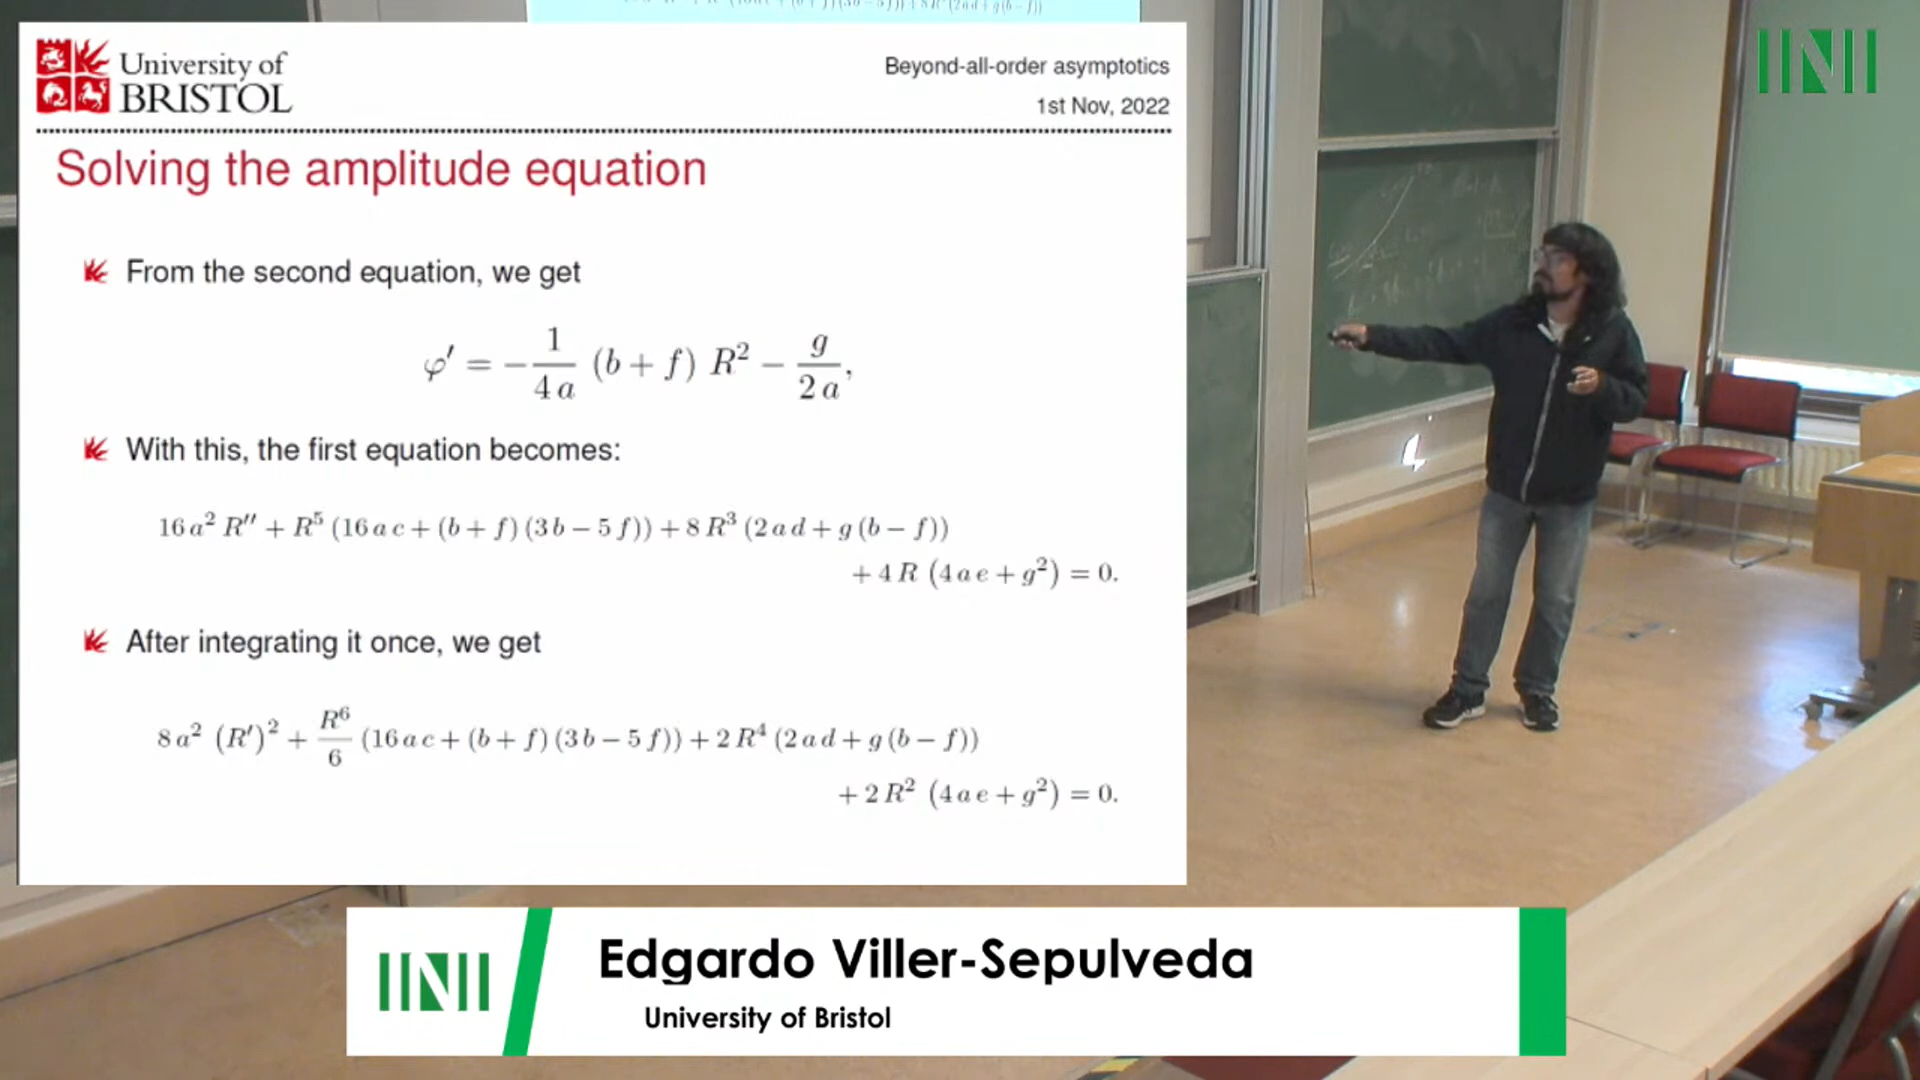 University of
BRISTOL
Beyond-all-order asymptotics
1st Nov, 2022
Solving the amplitude equation
From the second equation, we get
φ′ = − 1/4a (b + f) R² − g/2a,
With this, the first equation becomes:
16a² R″ + R⁵ (16ac + (b + f)(3b − 5f)) + 8R³ (2ad + g(b − f))
+ 4R (4ae + g²) = 0.
After integrating it once, we get
8a² (R′)² + R⁶/6 (16ac + (b + f)(3b − 5f)) + 2R⁴ (2ad + g(b − f))
+ 2R² (4ae + g²) = 0.
Edgardo Viller-Sepulveda
University of Bristol